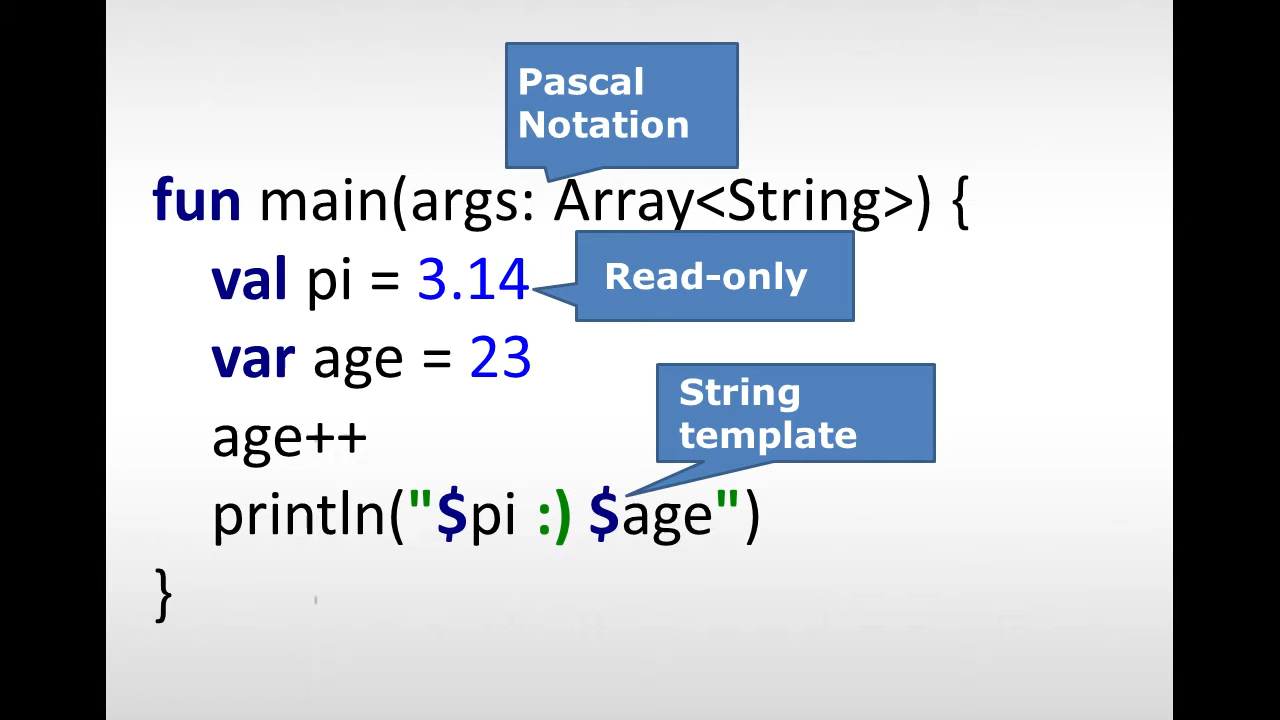 Pascal
Notation
fun main(args: Array<String>) {
val pi = 3.14
Read-only
var age = 23
String
template
age++
println("$pi :) $age")
}